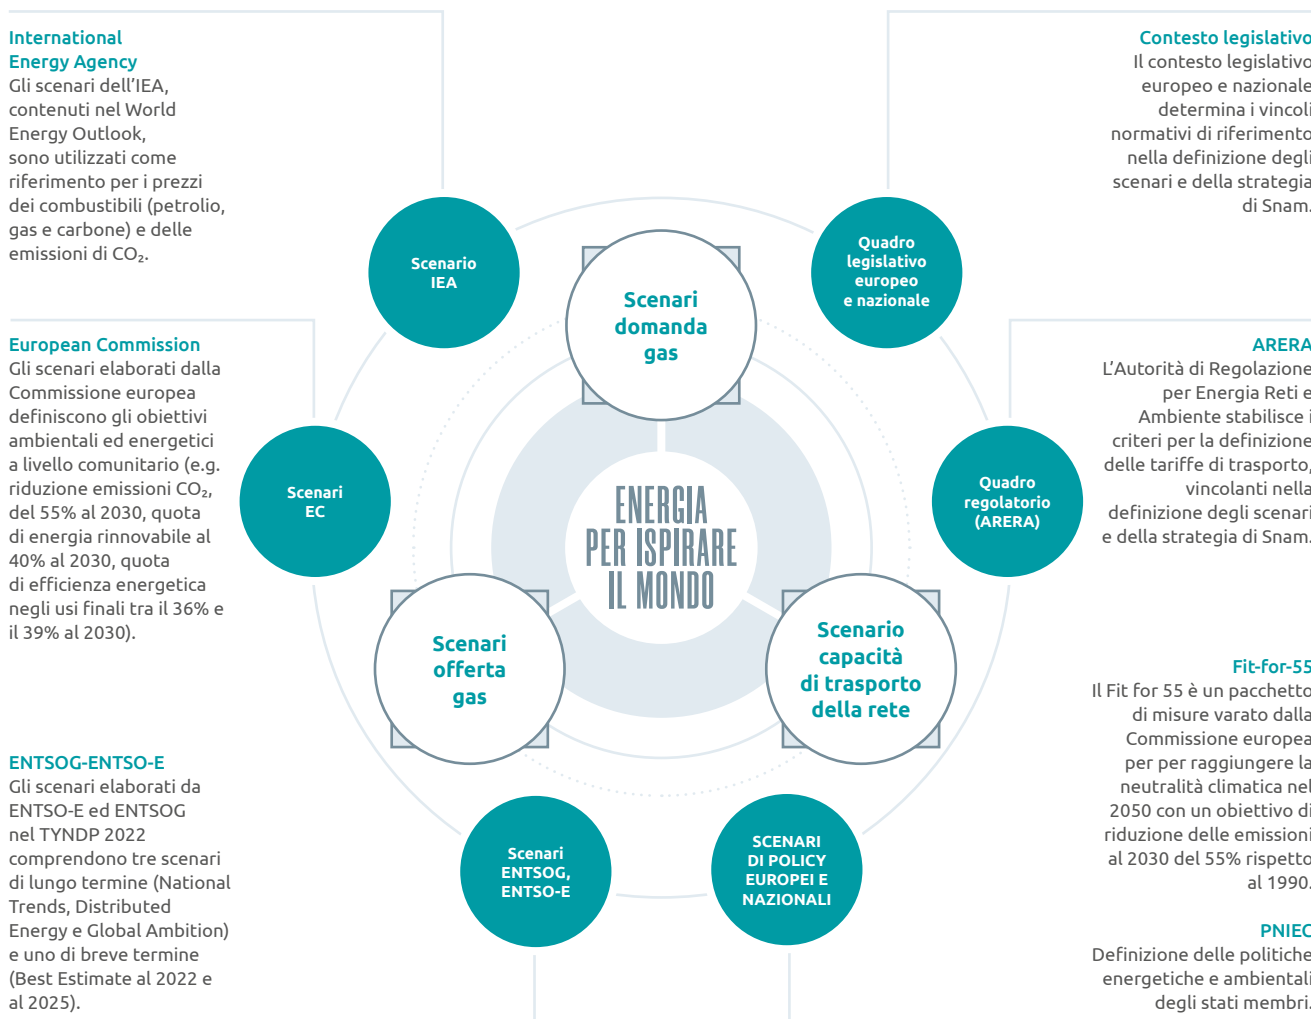 International
Energy Agency
Gli scenari dell'IEA,
contenuti nel World
Energy Outlook,
sono utilizzati come
riferimento per i prezzi
dei combustibili (petrolio,
gas e carbone) e delle
emissioni di CO₂.
European Commission
Gli scenari elaborati dalla
Commissione europea
definiscono gli obiettivi
ambientali ed energetici
a livello comunitario (e.g.
riduzione emissioni CO₂,
del 55% al 2030, quota
di energia rinnovabile al
40% al 2030, quota
di efficienza energetica
negli usi finali tra il 36% e
il 39% al 2030).
ENTSOG-ENTSO-E
Gli scenari elaborati da
ENTSO-E ed ENTSOG
nel TYNDP 2022
comprendono tre scenari
di lungo termine (National
Trends, Distributed
Energy e Global Ambition)
e uno di breve termine
(Best Estimate al 2022 e
al 2025).
Scenario
IEA
Scenari
EC
Scenari
ENTSOG,
ENTSO-E
SCENARI
DI POLICY
EUROPEI E
NAZIONALI
Quadro
regolatorio
(ARERA)
Quadro
legislativo
europeo
e nazionale
Scenari
domanda
gas
Scenari
offerta
gas
Scenario
capacità
di trasporto
della rete
ENERGIA
PER ISPIRARE
IL MONDO
Contesto legislativo
Il contesto legislativo
europeo e nazionale
determina i vincoli
normativi di riferimento
nella definizione degli
scenari e della strategia
di Snam.
ARERA
L'Autorità di Regolazione
per Energia Reti e
Ambiente stabilisce i
criteri per la definizione
delle tariffe di trasporto,
vincolanti nella
definizione degli scenari
e della strategia di Snam.
Fit-for-55
Il Fit for 55 è un pacchetto
di misure varato dalla
Commissione europea
per per raggiungere la
neutralità climatica nel
2050 con un obiettivo di
riduzione delle emissioni
al 2030 del 55% rispetto
al 1990.
PNIEC
Definizione delle politiche
energetiche e ambientali
degli stati membri.